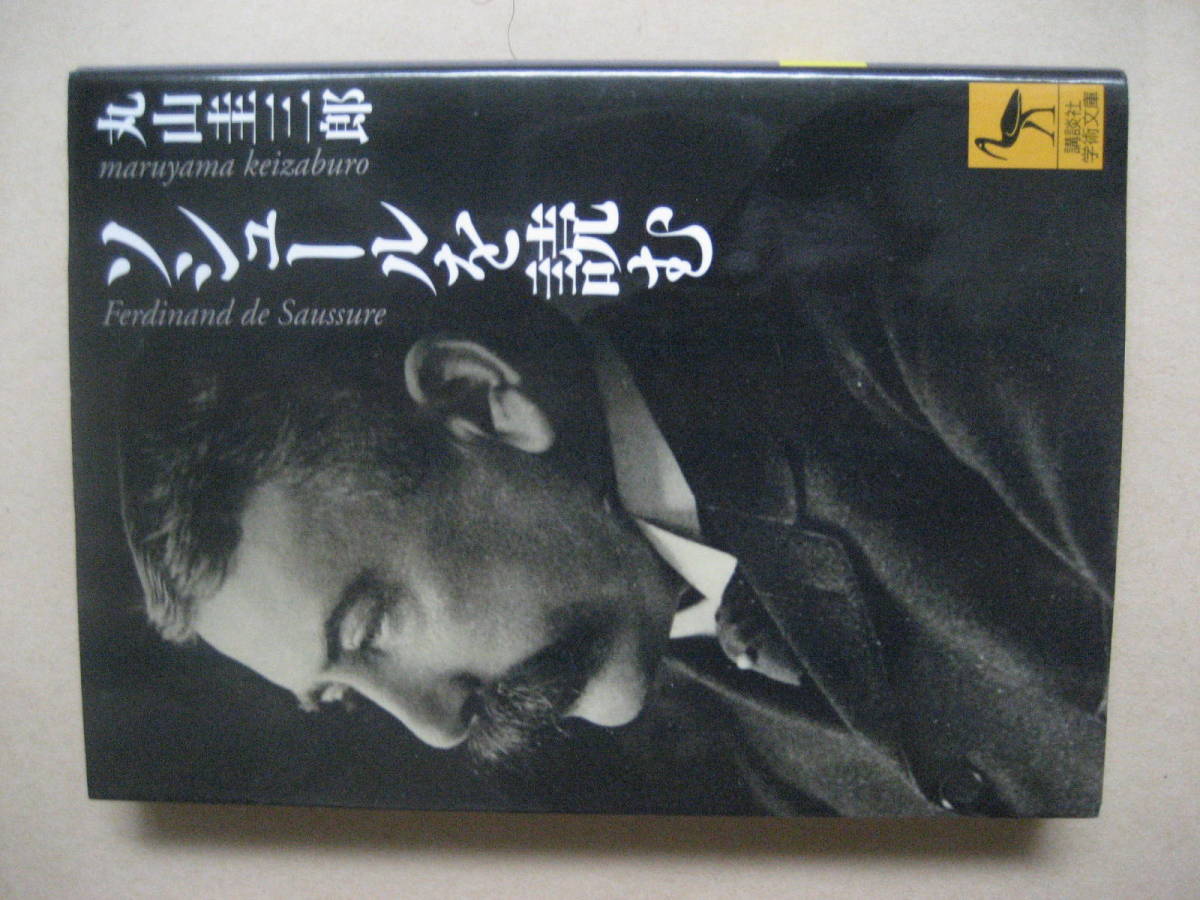 丸山圭三郎
maruyama keizaburo
ソシュールを読む
Ferdinand de Saussure
講談社
学術文庫